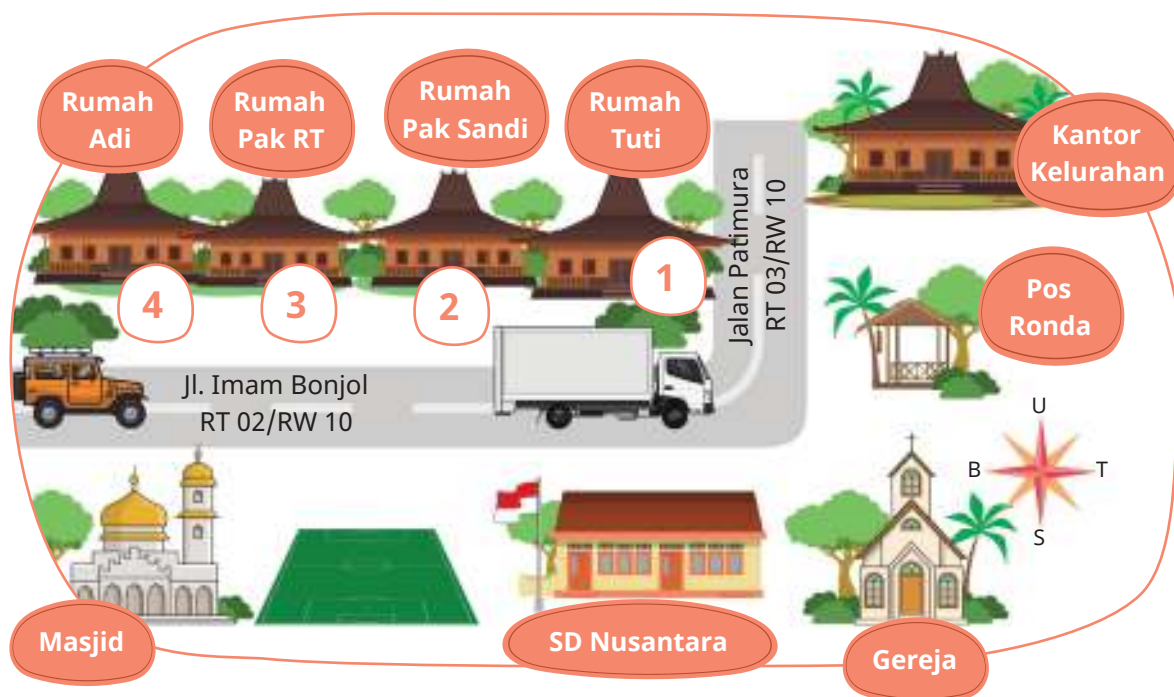 Rumah
Adi
Rumah
Pak RT
Rumah
Pak Sandi
Rumah
Tuti
Kantor
Kelurahan
4
3
2
1
Jalan Patimura
RT 03/RW 10
Pos
Ronda
Jl. Imam Bonjol
RT 02/RW 10
U
B
T
S
Masjid
SD Nusantara
Gereja